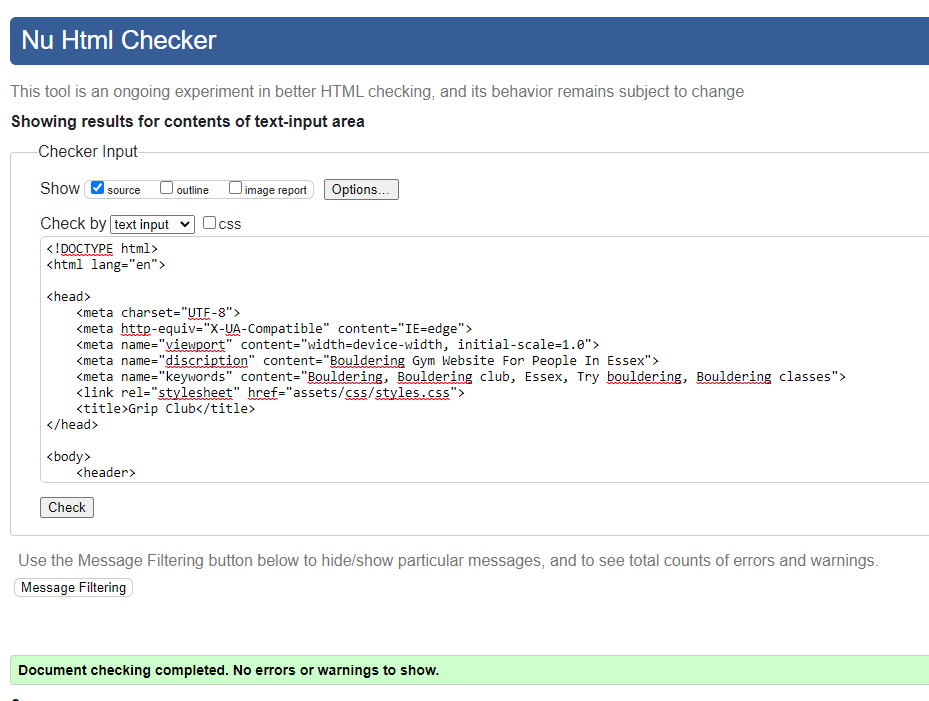 Nu Html Checker
This tool is an ongoing experiment in better HTML checking, and its behavior remains subject to change
Showing results for contents of text-input area
Checker Input
Show source outline image report Options...
Check by text input css
<!DOCTYPE html>
<html lang="en">
<head>
<meta charset="UTF-8">
<meta http-equiv="X-UA-Compatible" content="IE=edge">
<meta name="viewport" content="width=device-width, initial-scale=1.0">
<meta name="discription" content="Bouldering Gym Website For People In Essex">
<meta name="keywords" content="Bouldering, Bouldering club, Essex, Try bouldering, Bouldering classes">
<link rel="stylesheet" href="assets/css/styles.css">
<title>Grip Club</title>
</head>
<body>
<header>
Check
Use the Message Filtering button below to hide/show particular messages, and to see total counts of errors and warnings.
Message Filtering
Document checking completed. No errors or warnings to show.